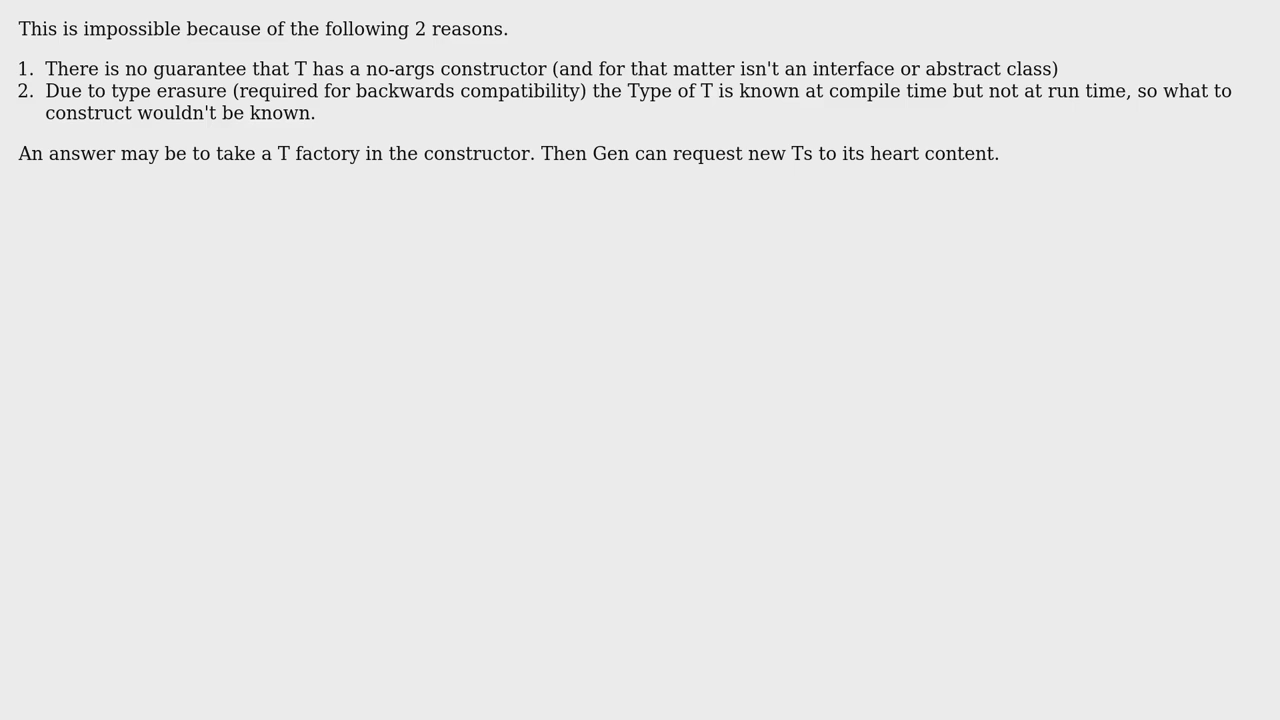 This is impossible because of the following 2 reasons.
1. There is no guarantee that T has a no-args constructor (and for that matter isn't an interface or abstract class)
2. Due to type erasure (required for backwards compatibility) the Type of T is known at compile time but not at run time, so what to
construct wouldn't be known.
An answer may be to take a T factory in the constructor. Then Gen can request new Ts to its heart content.